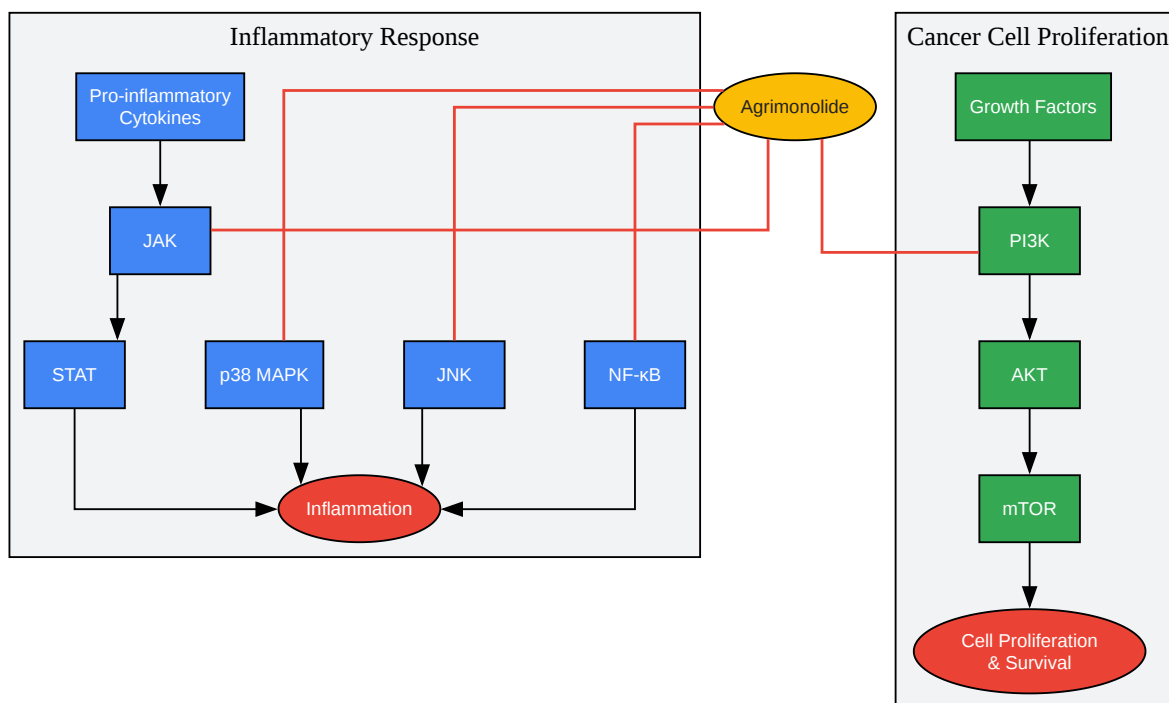 Inflammatory Response
Cancer Cell Proliferation
Pro-inflammatory
Cytokines
Agrimonolide
Growth Factors
JAK
PI3K
STAT
p38 MAPK
JNK
NF-κB
AKT
Inflammation
mTOR
Cell Proliferation
& Survival